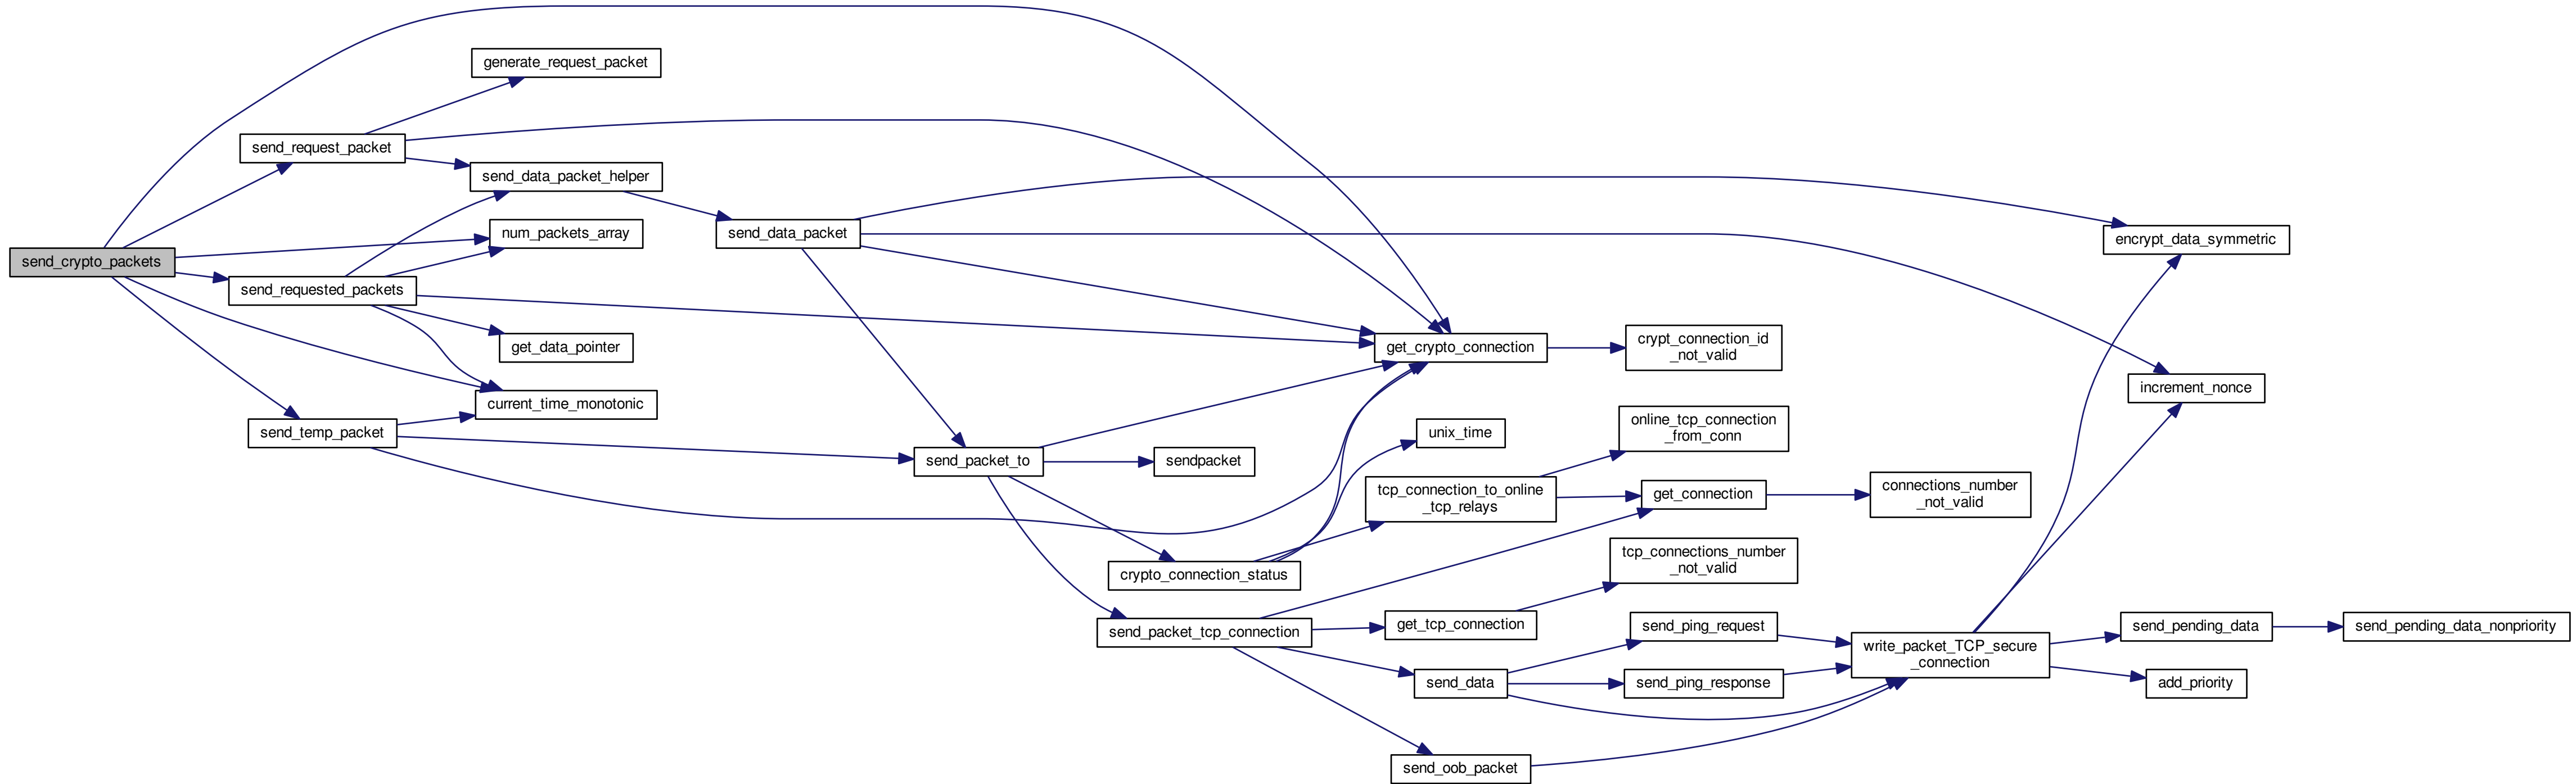 send_crypto_packets
generate_request_packet
send_request_packet
send_data_packet_helper
num_packets_array
send_requested_packets
get_data_pointer
current_time_monotonic
send_temp_packet
send_data_packet
send_packet_to
sendpacket
crypto_connection_status
send_packet_tcp_connection
get_crypto_connection
crypt_connection_id
_not_valid
unix_time
tcp_connection_to_online
_tcp_relays
online_tcp_connection
_from_conn
get_connection
connections_number
_not_valid
get_tcp_connection
tcp_connections_number
_not_valid
send_data
send_ping_request
send_ping_response
send_oob_packet
write_packet_TCP_secure
_connection
encrypt_data_symmetric
increment_nonce
send_pending_data
send_pending_data_nonpriority
add_priority